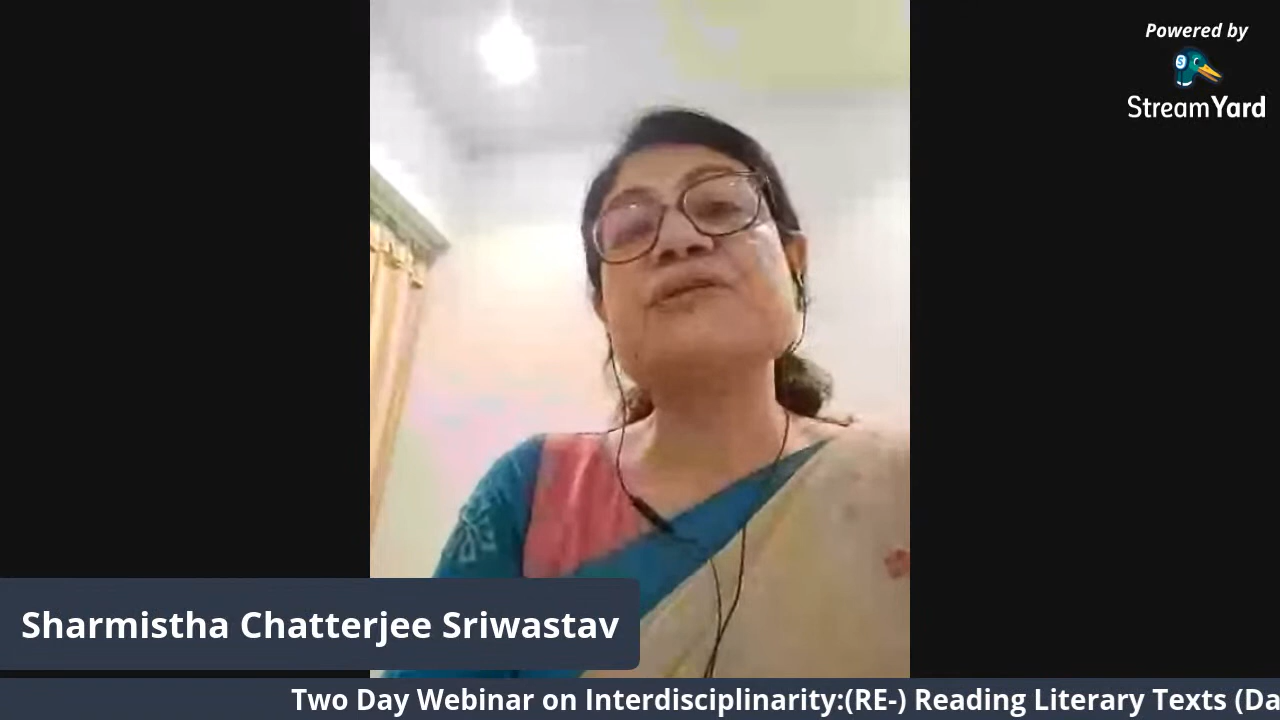 Powered by
StreamYard
Sharmistha Chatterjee Sriwastav
Two Day Webinar on Interdisciplinarity:(RE-) Reading Literary Texts (Da